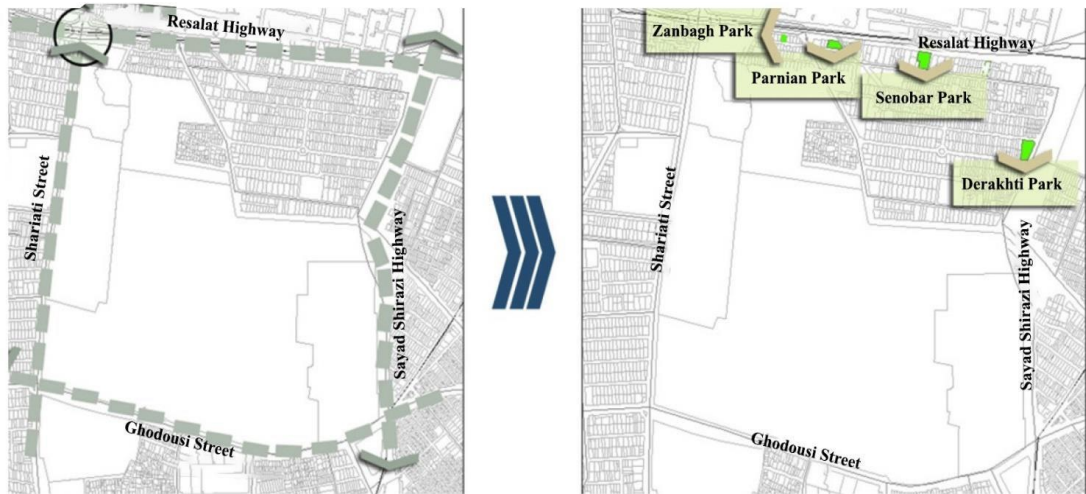 Resalat Highway
Shariati Street
Sayad Shirazi Highway
Ghodousi Street
Zanbagh Park
Resalat Highway
Parnian Park
Senobar Park
Derakhti Park
Shariati Street
Sayad Shirazi Highway
Ghodousi Street